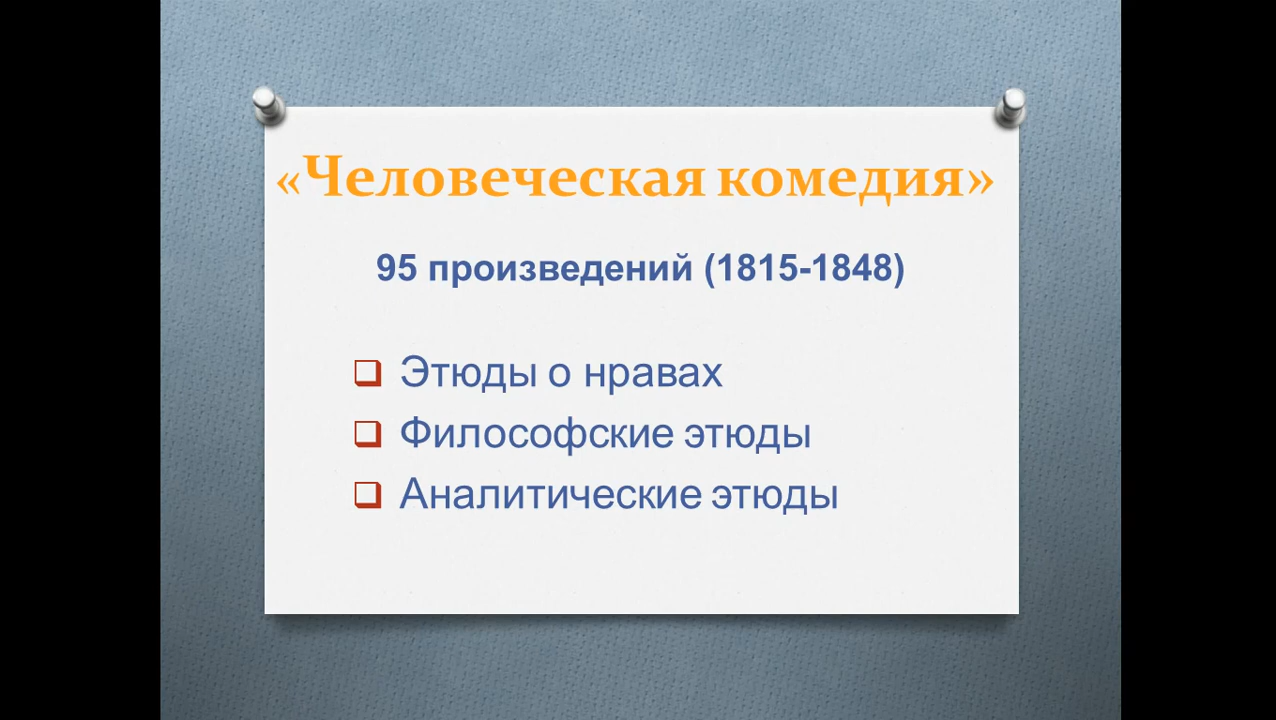 «Человеческая комедия»
95 произведений (1815-1848)
Этюды о нравах
Философские этюды
Аналитические этюды